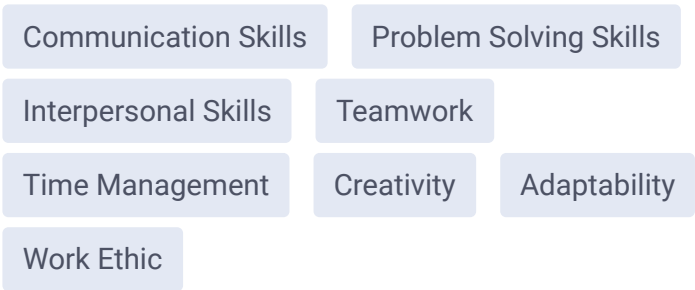 Communication Skills Problem Solving Skills
Interpersonal Skills Teamwork
Time Management Creativity Adaptability
Work Ethic